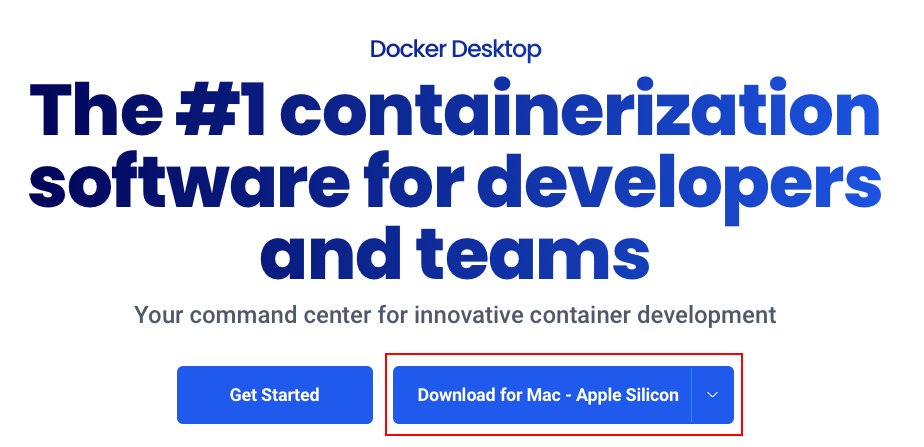 Docker Desktop
The #1 containerization
software for developers
and teams
Your command center for innovative container development
Get Started
Download for Mac - Apple Silicon